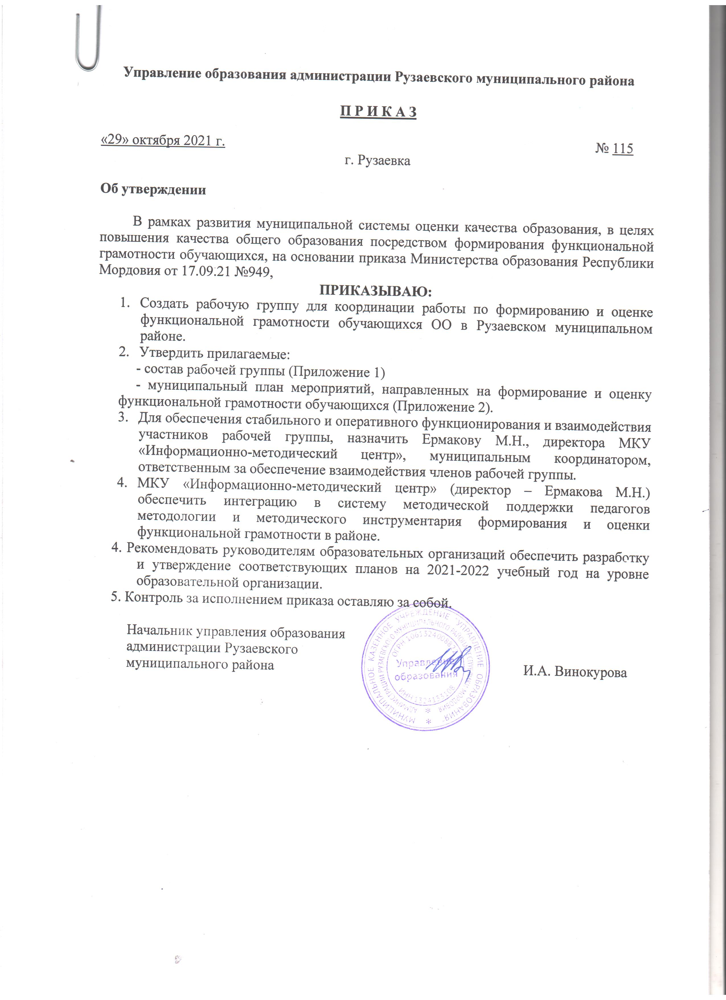 Управление образования администрации Рузаевского муниципального района
П Р И К А З
«29» октября 2021 г.
№ 115
г. Рузаевка
Об утверждении
В рамках развития муниципальной системы оценки качества образования, в целях
повышения качества общего образования посредством формирования функциональной
грамотности обучающихся, на основании приказа Министерства образования Республики
Мордовия от 17.09.21 №949,
ПРИКАЗЫВАЮ:
1. Создать рабочую группу для координации работы по формированию и оценке
функциональной грамотности обучающихся ОО в Рузаевском муниципальном
районе.
2. Утвердить прилагаемые:
- состав рабочей группы (Приложение 1)
- муниципальный план мероприятий, направленных на формирование и оценку
функциональной грамотности обучающихся (Приложение 2).
3. Для обеспечения стабильного и оперативного функционирования и взаимодействия
участников рабочей группы, назначить Ермакову М.Н., директора МКУ
«Информационно-методический центр», муниципальным координатором,
ответственным за обеспечение взаимодействия членов рабочей группы.
4. МКУ «Информационно-методический центр» (директор – Ермакова М.Н.)
обеспечить интеграцию в систему методической поддержки педагогов
методологии и методического инструментария формирования и оценки
функциональной грамотности в районе.
4. Рекомендовать руководителям образовательных организаций обеспечить разработку
и утверждение соответствующих планов на 2021-2022 учебный год на уровне
образовательной организации.
5. Контроль за исполнением приказа оставляю за собой.
Начальник управления образования
администрации Рузаевского
муниципального района
И.А. Винокурова
МУНИЦИПАЛЬНОЕ КАЗЕННОЕ УЧРЕЖДЕНИЕ "УПРАВЛЕНИЕ ОБРАЗОВАНИЯ" *
АДМИНИСТРАЦИИ РУЗАЕВСКОГО МУНИЦИПАЛЬНОГО РАЙОНА РЕСПУБЛИКИ МОРДОВИЯ *
Управление
образования
ИНН 1324133108